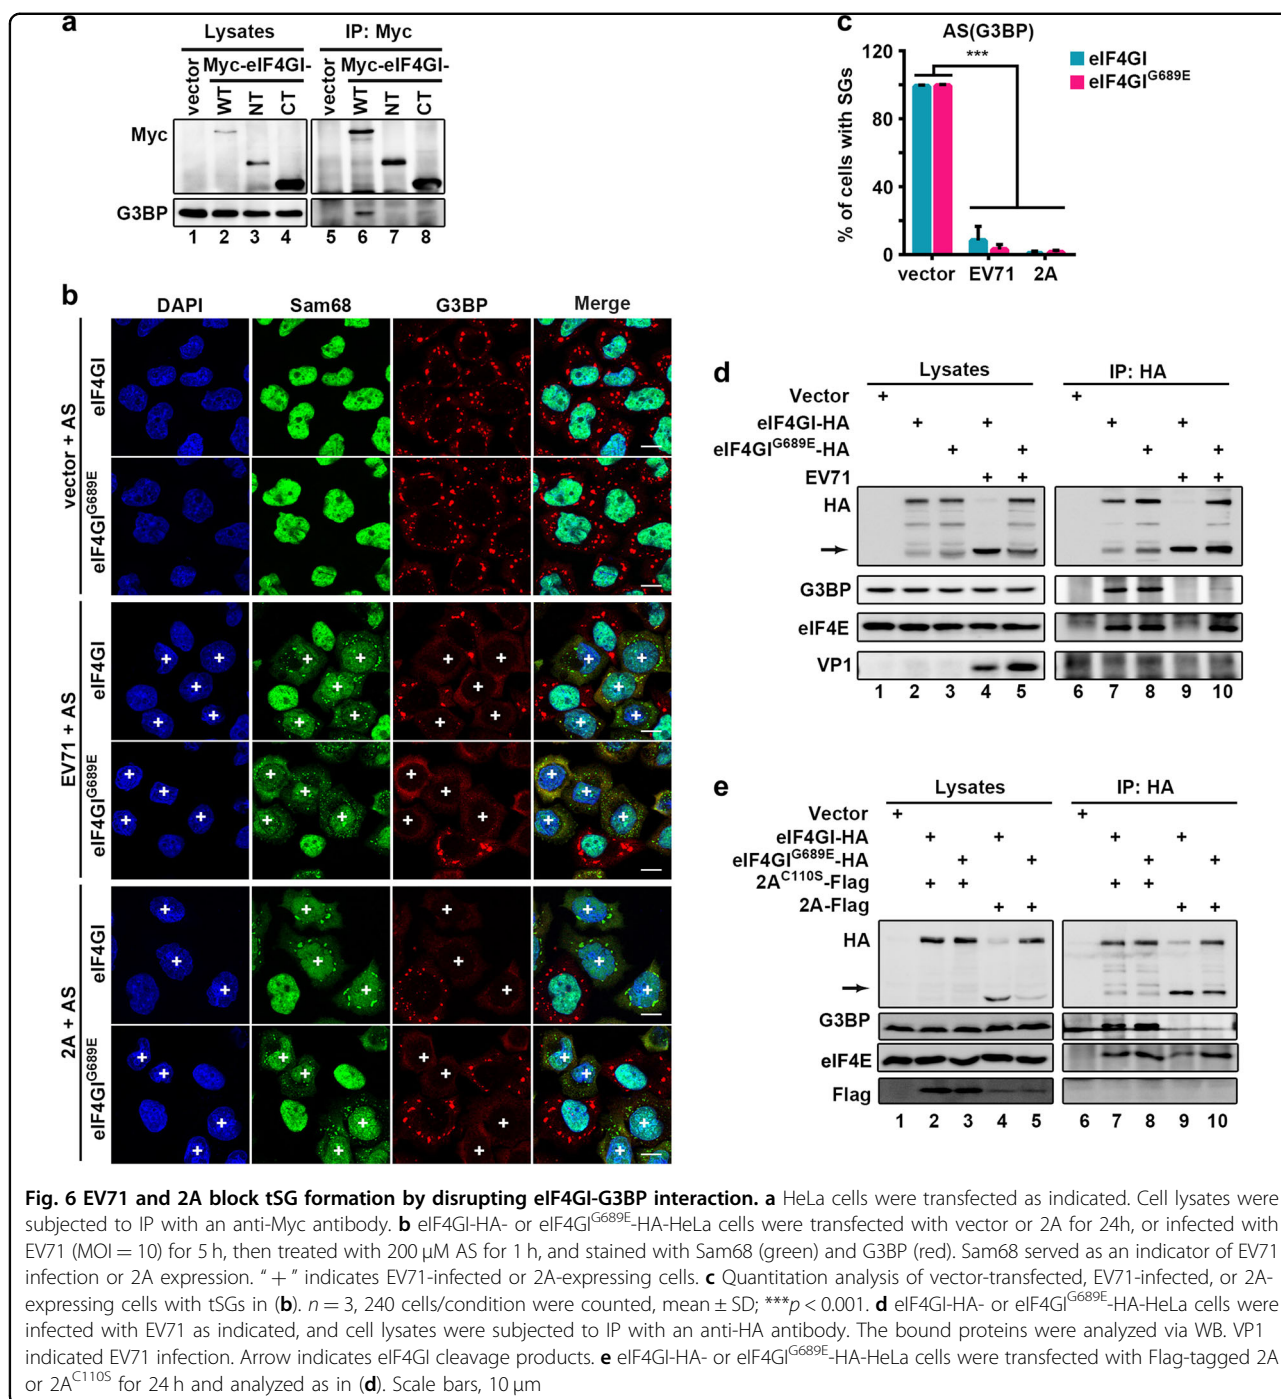 a
Lysates IP: Myc
Myc-eIF4GI- Myc-eIF4GI-
vector WT NT CT vector WT NT CT
Myc
G3BP
1 2 3 4 5 6 7 8
c
AS(G3BP)
% of cells with SGs
120
80
40
0
***
eIF4GI
eIF4GI^G689E
vector EV71 2A
b
DAPI Sam68 G3BP Merge
vector + AS
eIF4GI
eIF4GI^G689E
EV71 + AS
eIF4GI
+ + + + +
eIF4GI^G689E
+ + + +
2A + AS
eIF4GI
+ + +
eIF4GI^G689E
+ + + +
d
Lysates IP: HA
Vector + +
eIF4GI-HA + + + +
eIF4GI^G689E-HA + + + +
EV71 + + + +
HA
G3BP
eIF4E
VP1
1 2 3 4 5 6 7 8 9 10
e
Lysates IP: HA
Vector + +
eIF4GI-HA + + + +
eIF4GI^G689E-HA + + + +
2A^C110S-Flag + + + +
2A-Flag + + + +
HA
G3BP
eIF4E
Flag
1 2 3 4 5 6 7 8 9 10
Fig. 6 EV71 and 2A block tSG formation by disrupting eIF4GI-G3BP interaction. a HeLa cells were transfected as indicated. Cell lysates were
subjected to IP with an anti-Myc antibody. b eIF4GI-HA- or eIF4GI^G689E-HA-HeLa cells were transfected with vector or 2A for 24h, or infected with
EV71 (MOI = 10) for 5 h, then treated with 200 µM AS for 1 h, and stained with Sam68 (green) and G3BP (red). Sam68 served as an indicator of EV71
infection or 2A expression. “ + ” indicates EV71-infected or 2A-expressing cells. c Quantitation analysis of vector-transfected, EV71-infected, or 2A-
expressing cells with tSGs in (b). n = 3, 240 cells/condition were counted, mean ± SD; ***p < 0.001. d eIF4GI-HA- or eIF4GI^G689E-HA-HeLa cells were
infected with EV71 as indicated, and cell lysates were subjected to IP with an anti-HA antibody. The bound proteins were analyzed via WB. VP1
indicated EV71 infection. Arrow indicates eIF4GI cleavage products. e eIF4GI-HA- or eIF4GI^G689E-HA-HeLa cells were transfected with Flag-tagged 2A
or 2A^C110S for 24 h and analyzed as in (d). Scale bars, 10 µm